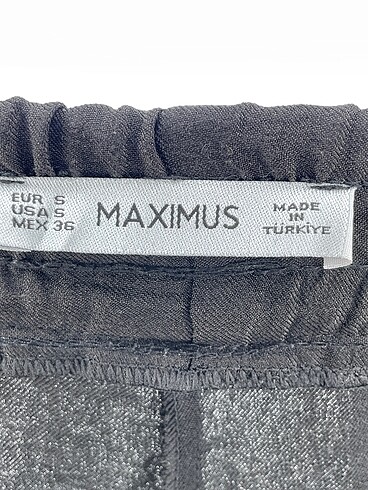 EUR S
USA S
MEX 36
MAXIMUS
MADE
IN
TÜRKİYE